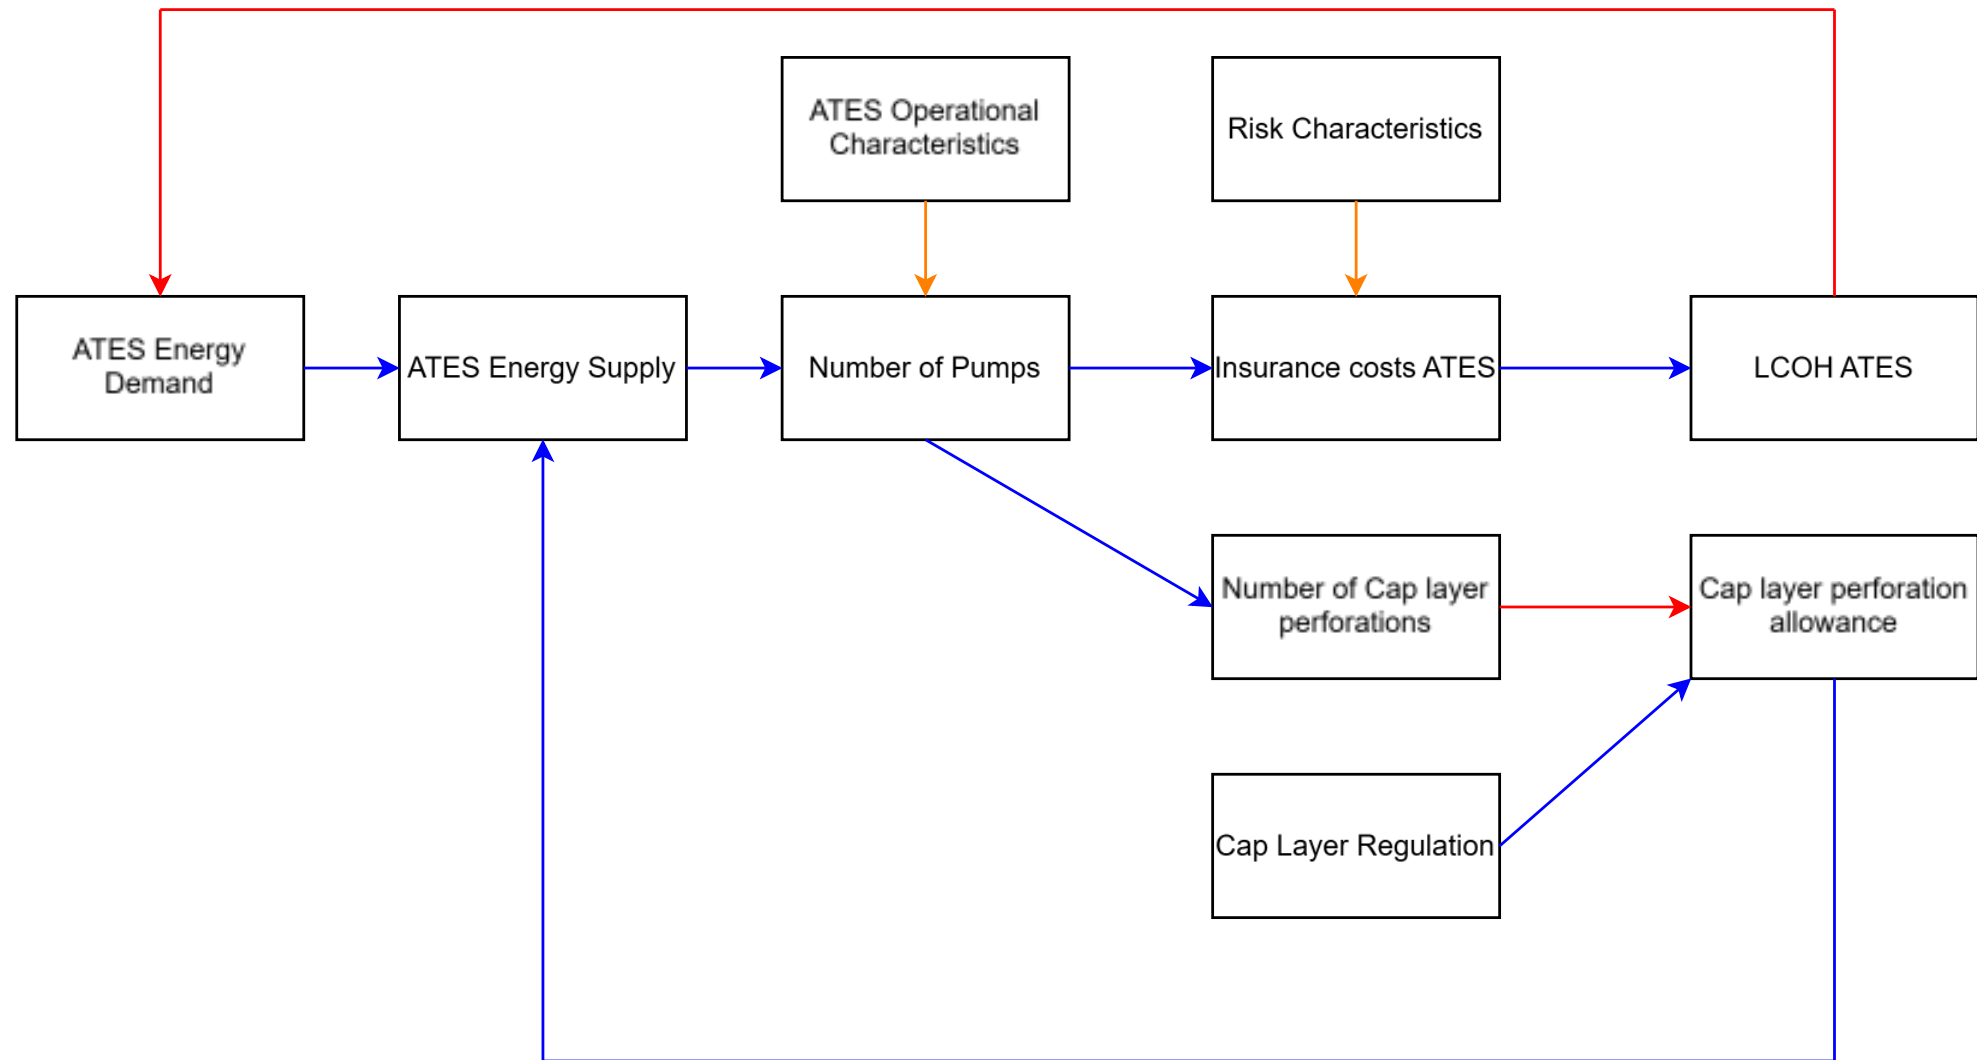 ATES Operational
Characteristics
Risk Characteristics
ATES Energy
Demand
ATES Energy Supply
Number of Pumps
Insurance costs ATES
LCOH ATES
Number of Cap layer
perforations
Cap layer perforation
allowance
Cap Layer Regulation